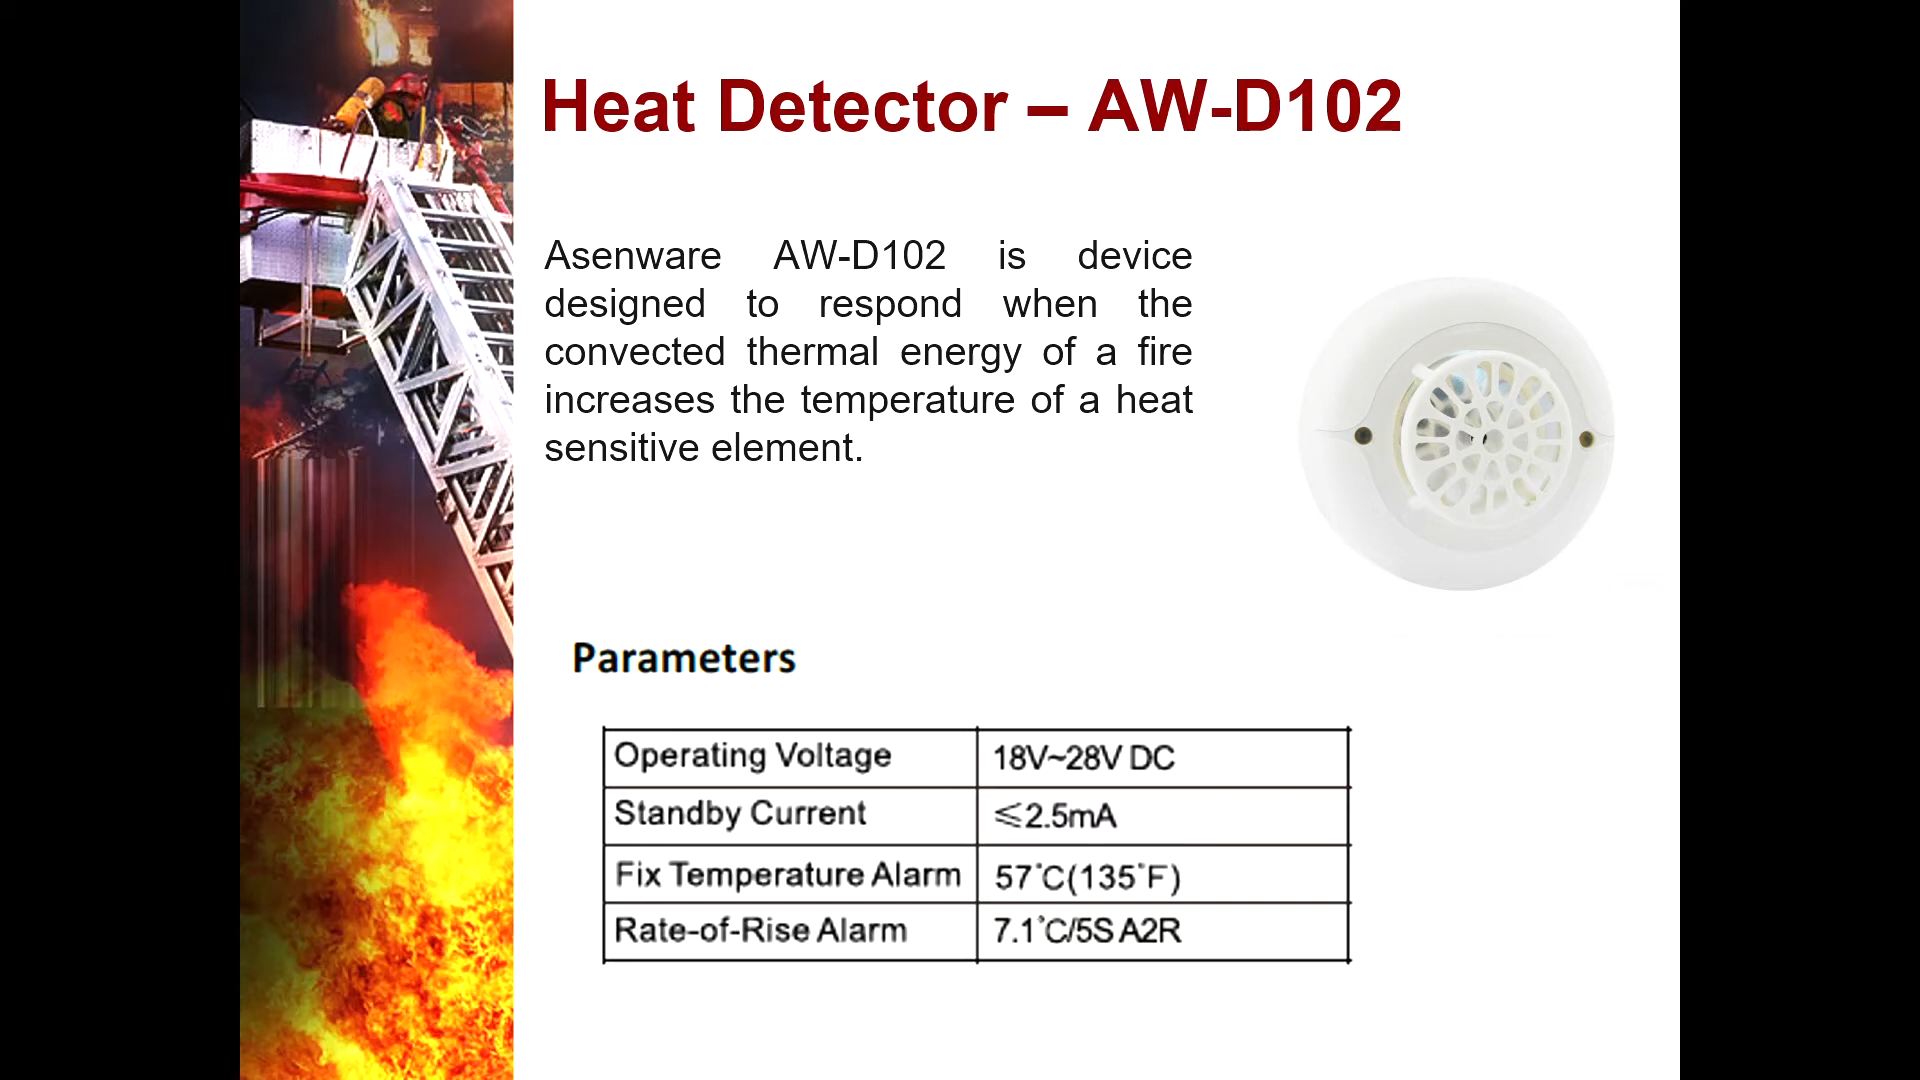 Heat Detector – AW-D102
Asenware AW-D102 is device
designed to respond when the
convected thermal energy of a fire
increases the temperature of a heat
sensitive element.
Parameters
Operating Voltage 18V~28V DC
Standby Current ≤2.5mA
Fix Temperature Alarm 57°C(135°F)
Rate-of-Rise Alarm 7.1°C/5S A2R